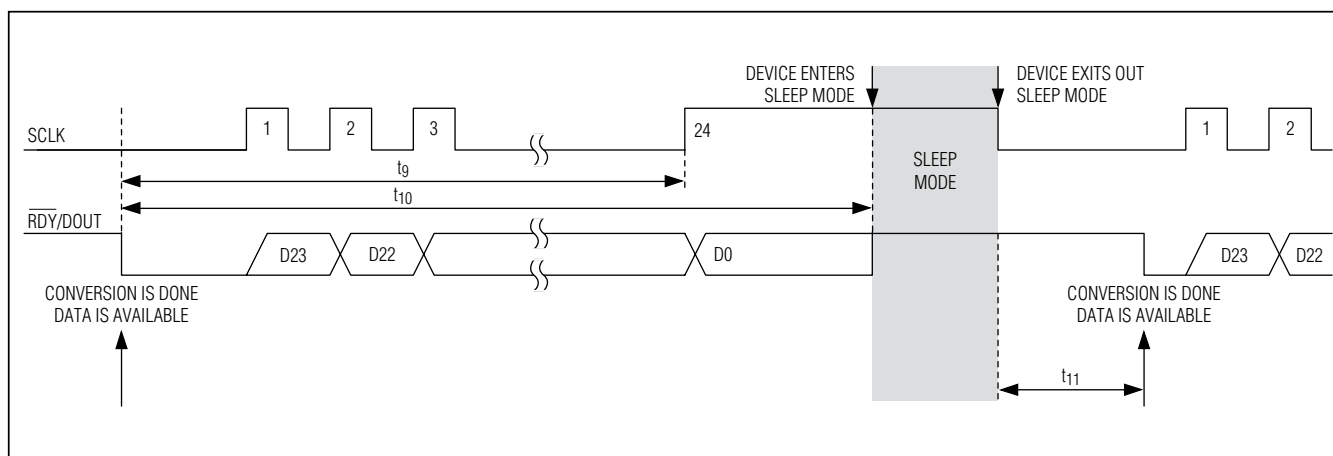 DEVICE ENTERS
SLEEP MODE
DEVICE EXITS OUT
SLEEP MODE
SCLK
1
2
3
24
1
2
SLEEP
MODE
t9
t10
RDY/DOUT
D23
D22
D0
D23
D22
CONVERSION IS DONE
DATA IS AVAILABLE
CONVERSION IS DONE
DATA IS AVAILABLE
t11